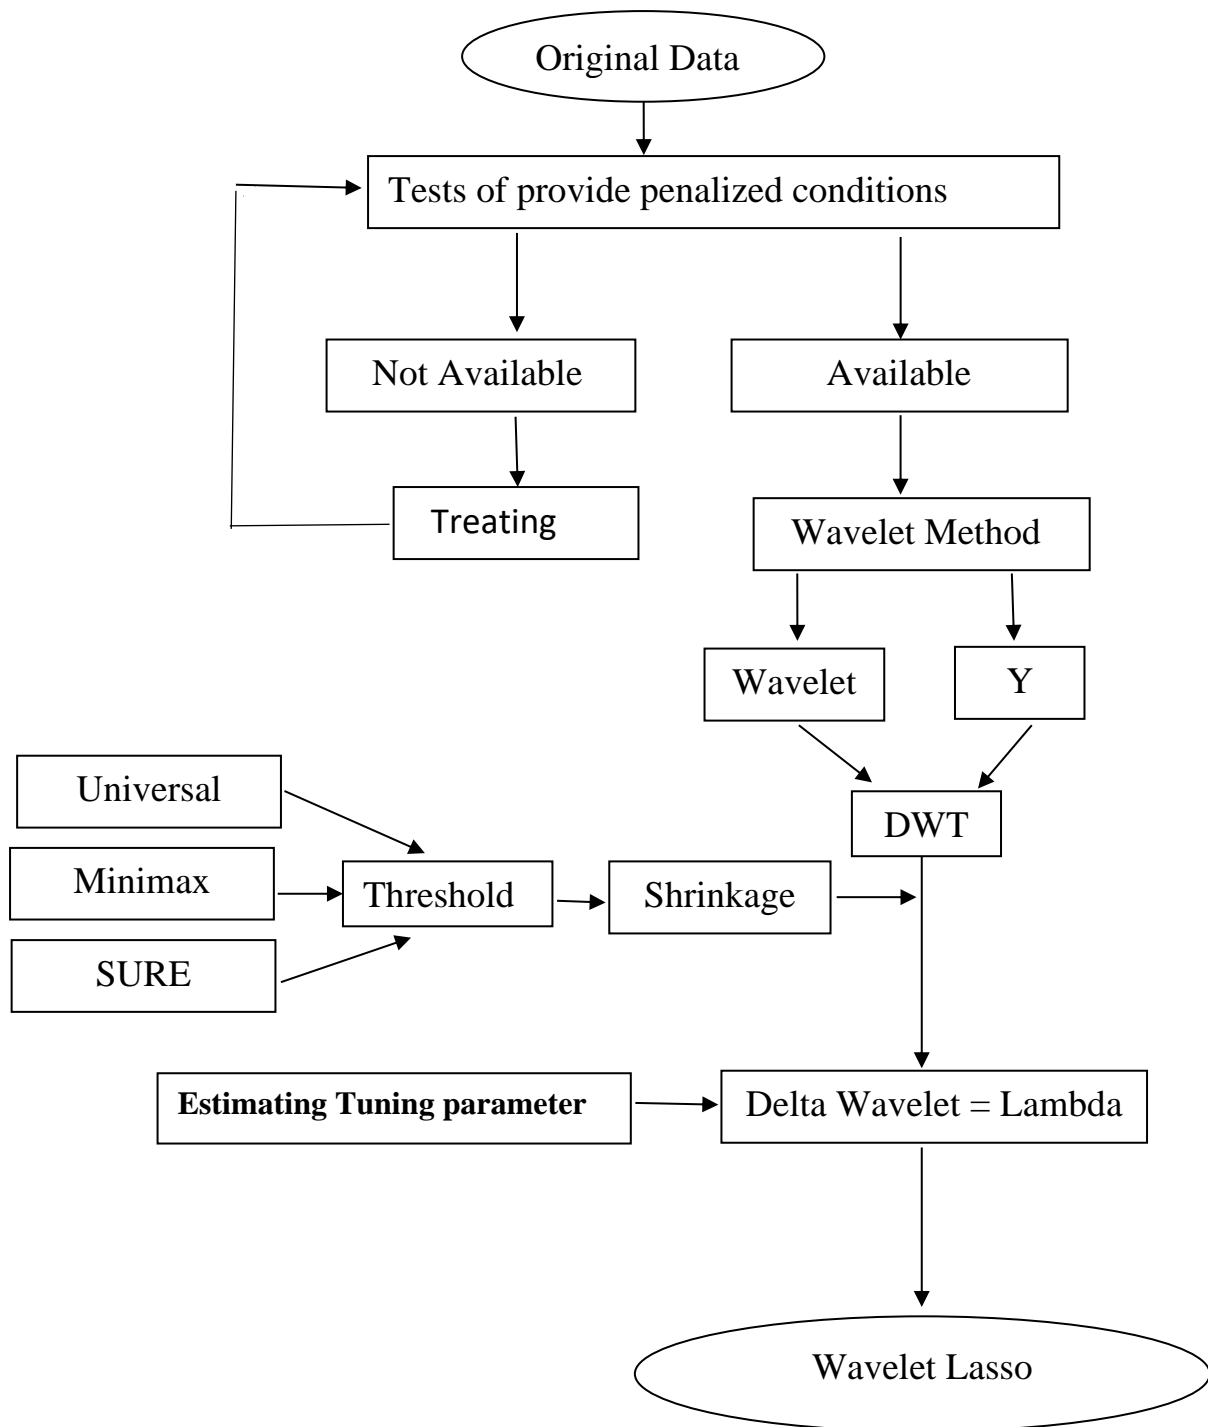 Original Data
Tests of provide penalized conditions
Not Available
Available
Treating
Wavelet Method
Wavelet
Y
Universal
DWT
Minimax
Threshold
Shrinkage
SURE
Estimating Tuning parameter
Delta Wavelet = Lambda
Wavelet Lasso